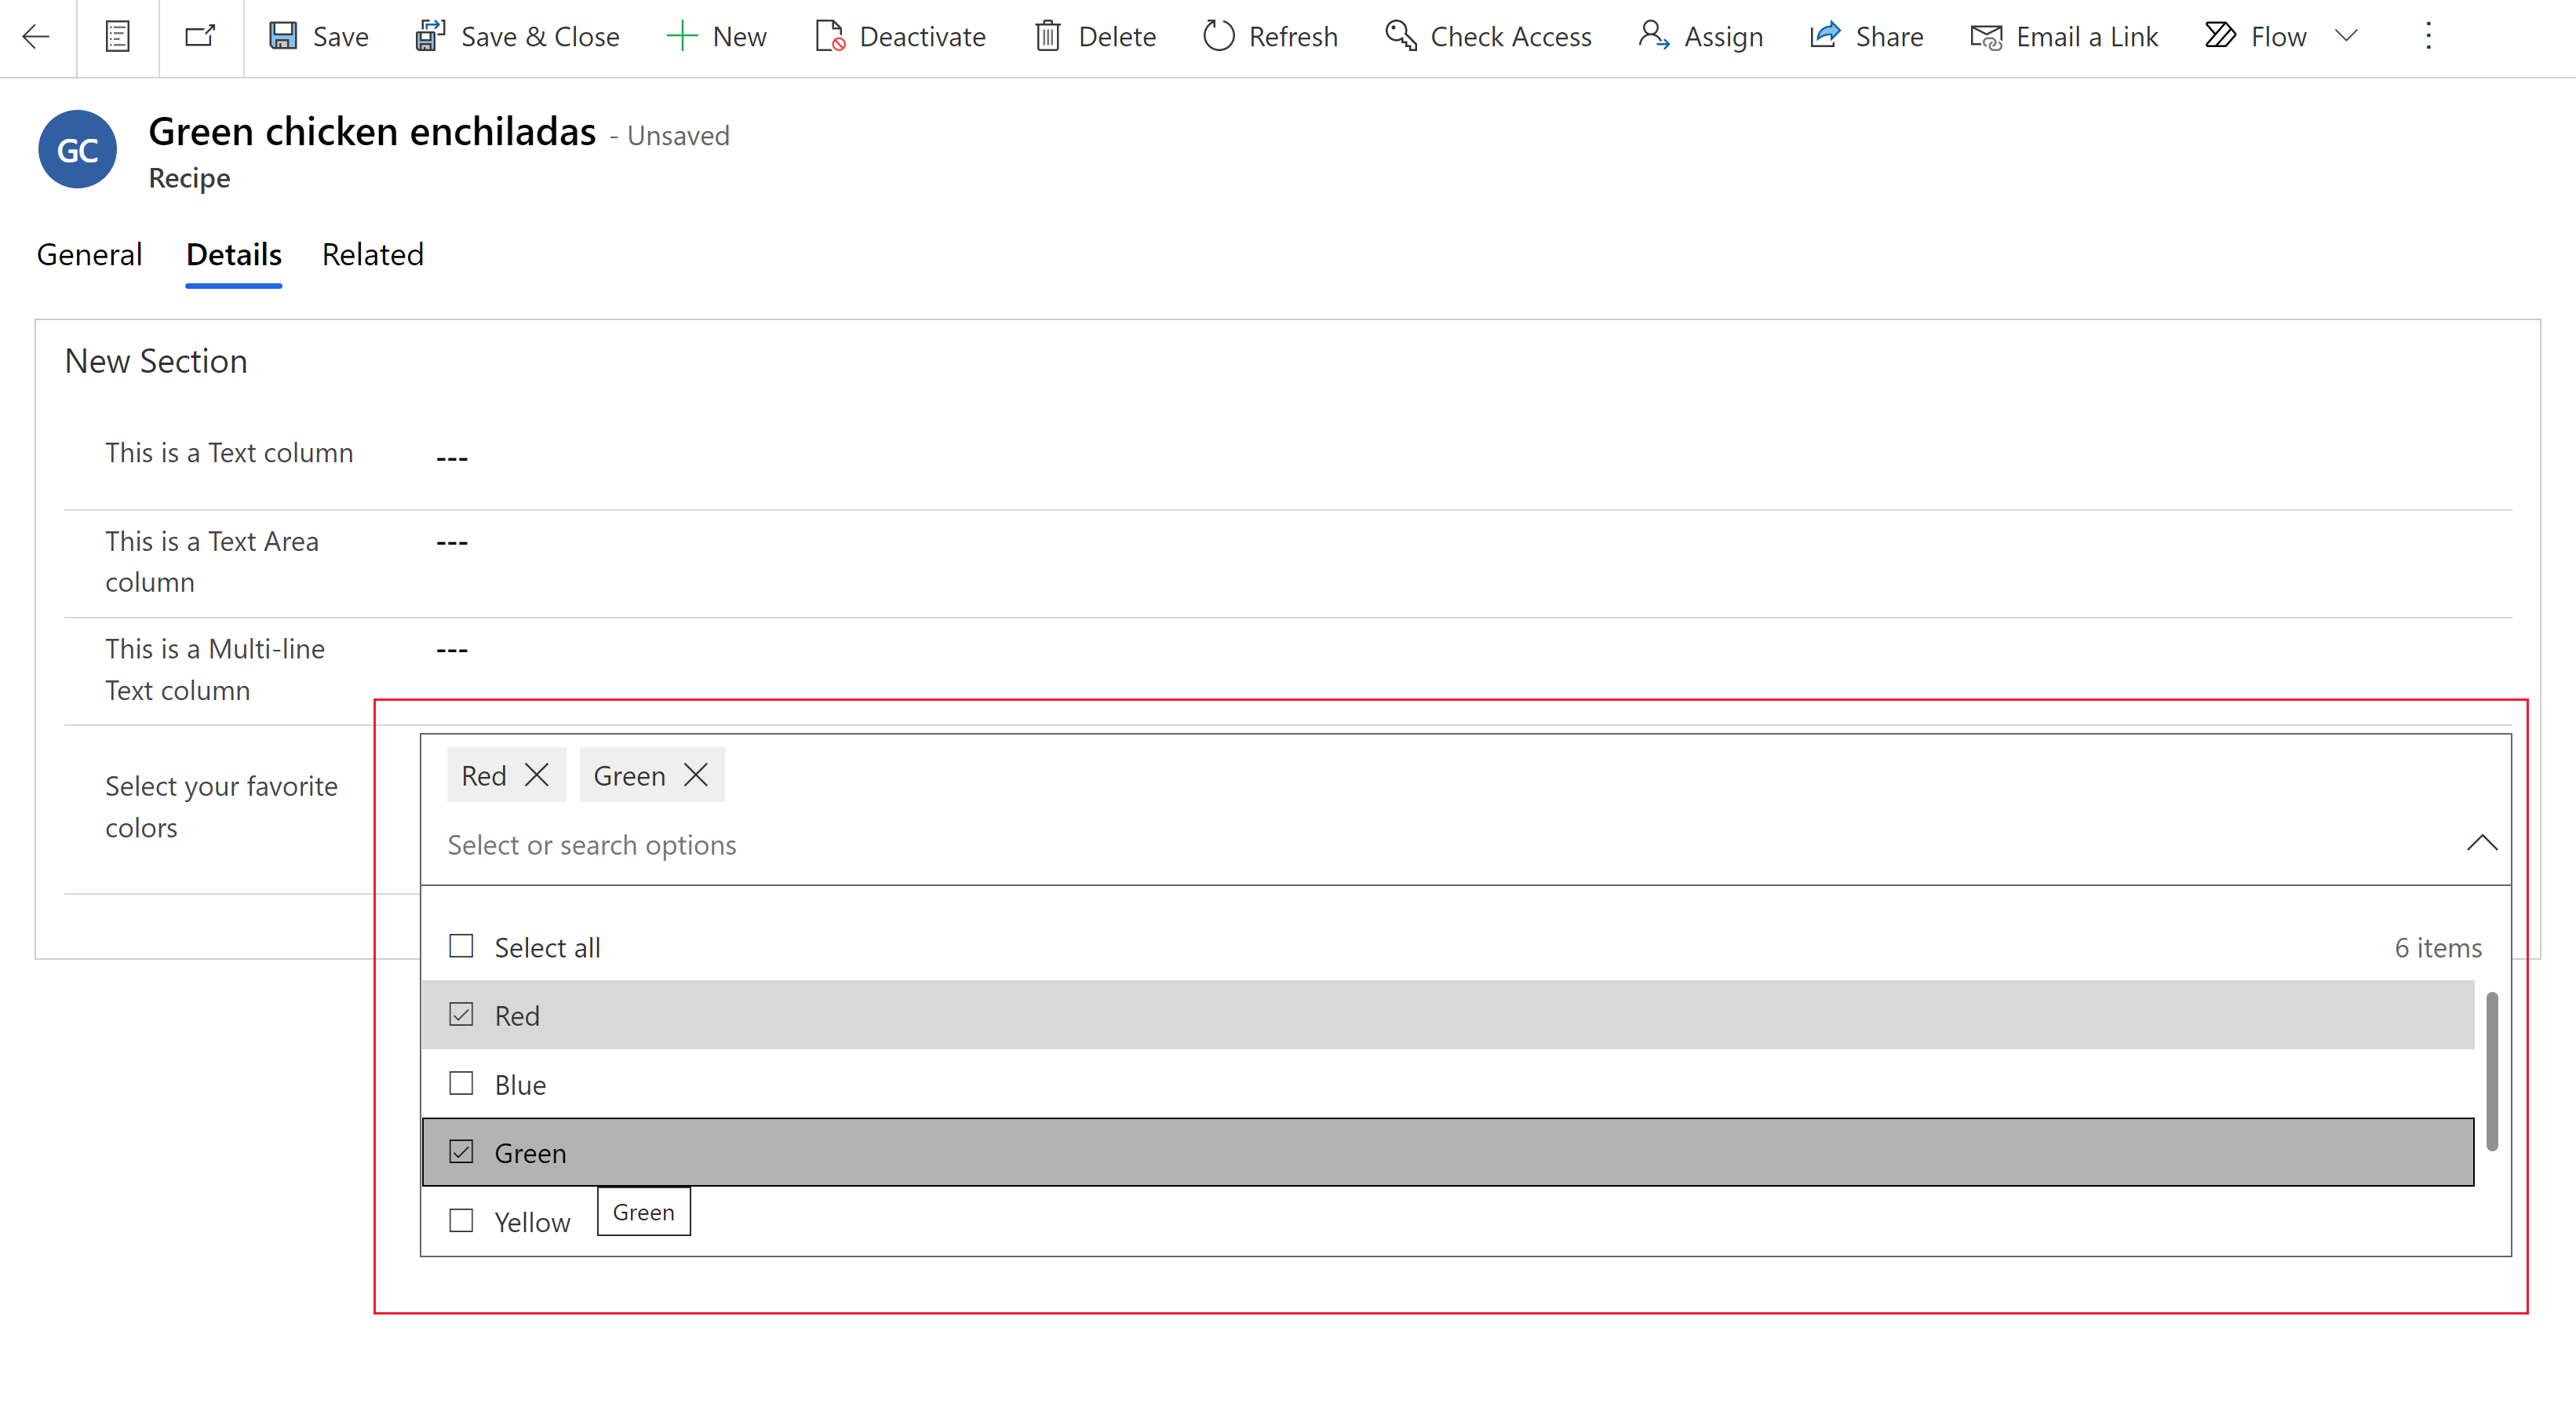 Save Save & Close New Deactivate Delete Refresh Check Access Assign Share Email a Link Flow
GC
Green chicken enchiladas - Unsaved
Recipe
General Details Related
New Section
This is a Text column ---
This is a Text Area ---
column
This is a Multi-line ---
Text column
Red Green
Select your favorite
colors
Select or search options
Select all 6 items
Red
Blue
Green
Yellow
Green